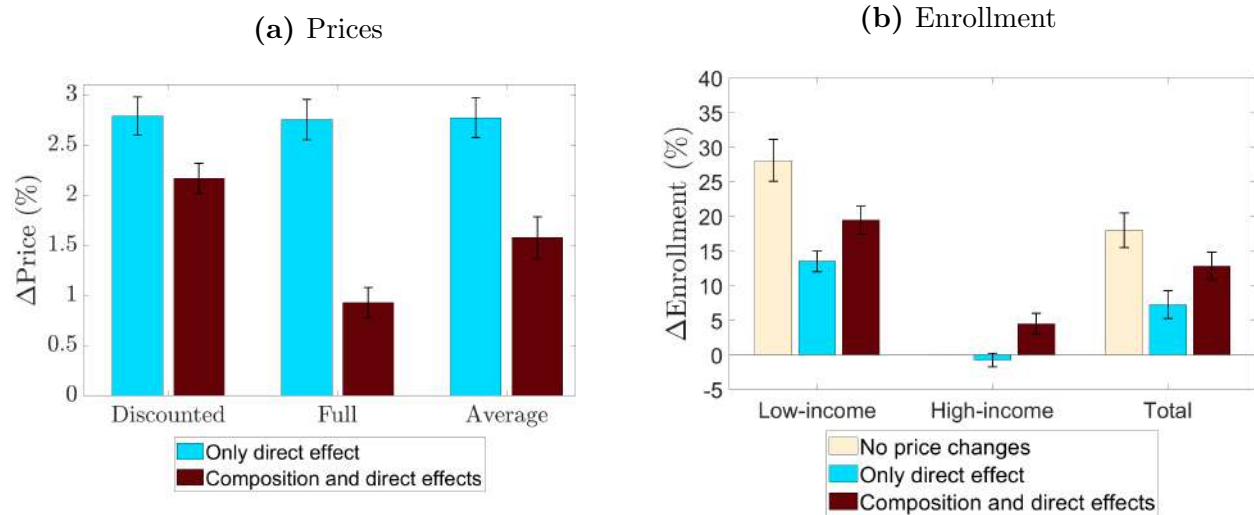 (a) Prices
ΔPrice (%)
3
2.5
2
1.5
1
0.5
0
Discounted Full Average
Only direct effect
Composition and direct effects
(b) Enrollment
ΔEnrollment (%)
40
35
30
25
20
15
10
5
0
-5
Low-income High-income Total
No price changes
Only direct effect
Composition and direct effects